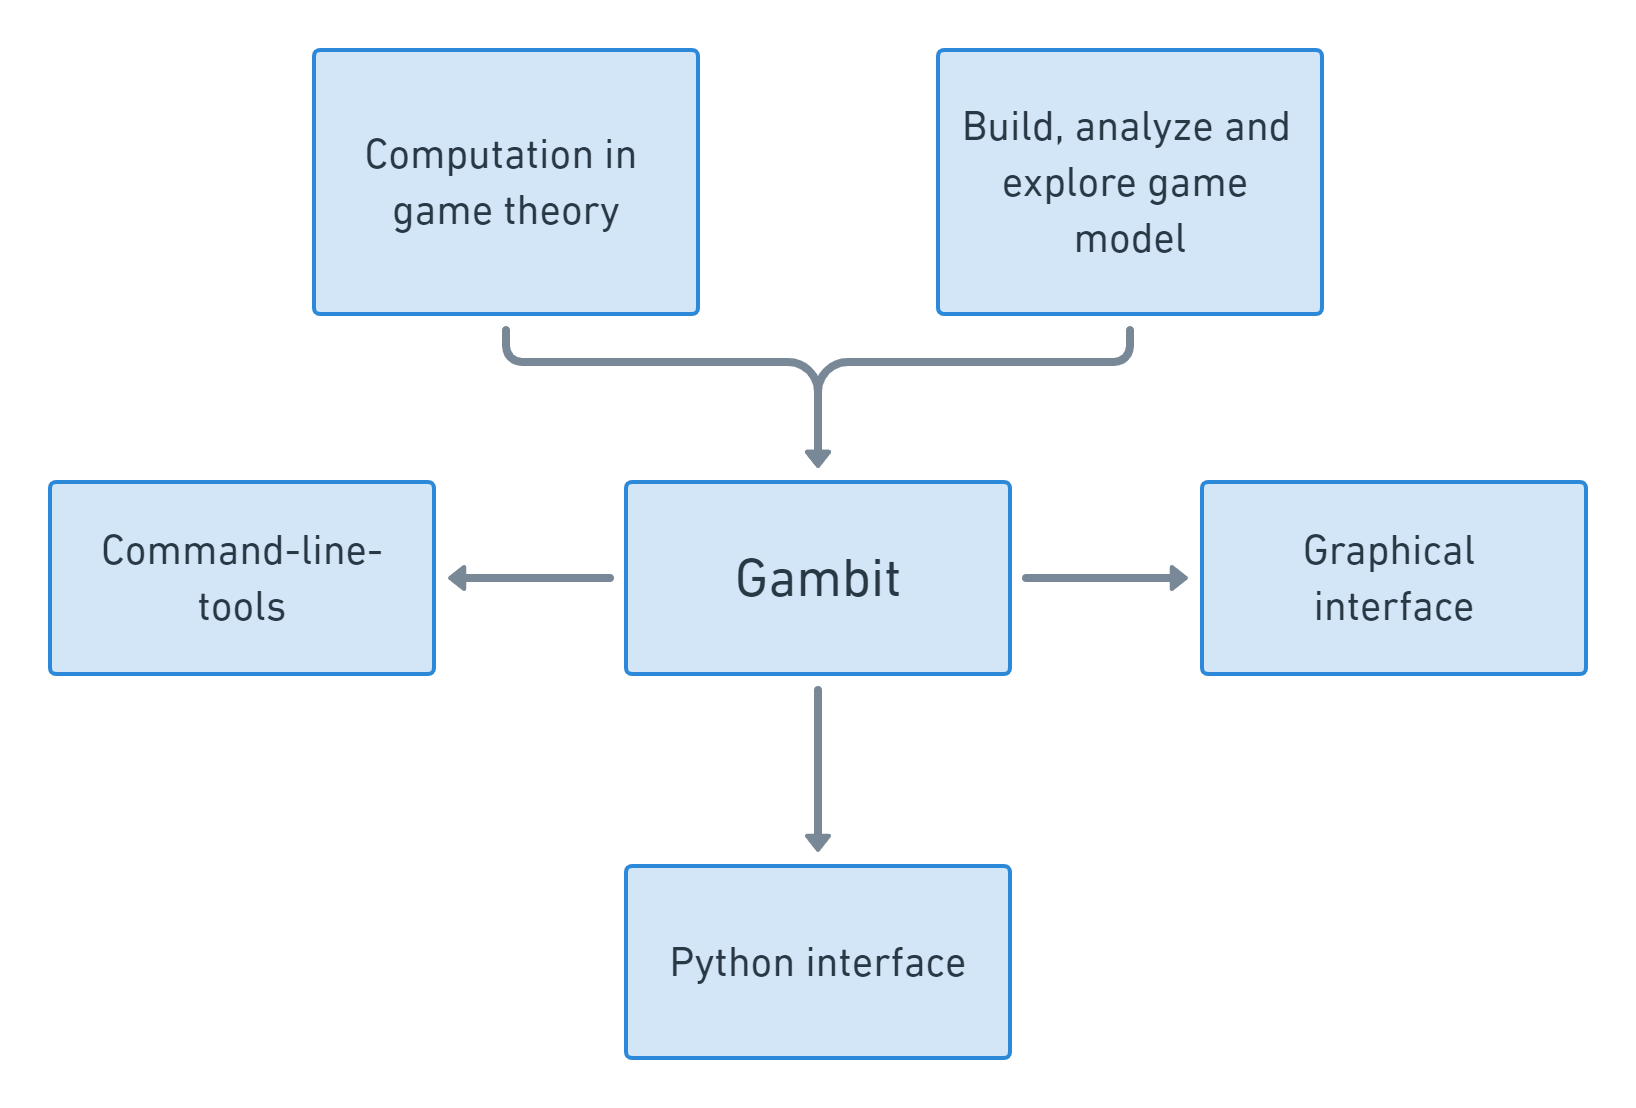 Computation in
game theory
Build, analyze and
explore game
model
Command-line-
tools
Gambit
Graphical
interface
Python interface